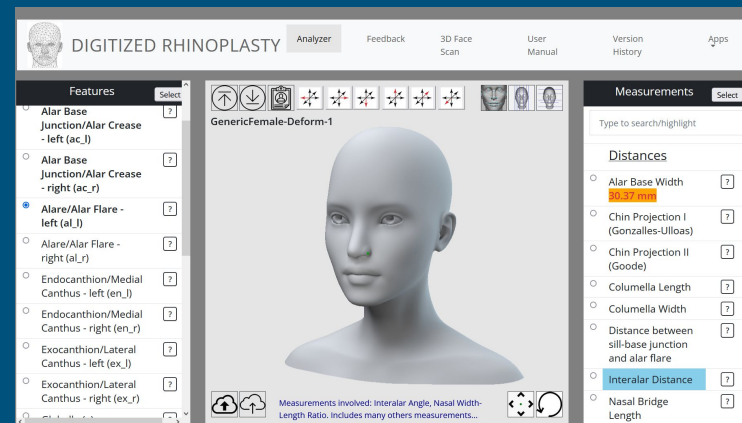 DIGITIZED RHINOPLASTY
Analyzer
Feedback
3D Face
Scan
User
Manual
Version
History
Apps
Features
Select
Alar Base
Junction/Alar Crease
- left (ac_l)
?
Alar Base
Junction/Alar Crease
- right (ac_r)
?
Alare/Alar Flare -
left (al_l)
?
Alare/Alar Flare -
right (al_r)
?
Endocanthion/Medial
Canthus - left (en_l)
?
Endocanthion/Medial
Canthus - right (en_r)
?
Exocanthion/Lateral
Canthus - left (ex_l)
?
Exocanthion/Lateral
Canthus - right (ex_r)
?
GenericFemale-Deform-1
Measurements involved: Interalar Angle, Nasal Width-
Length Ratio. Includes many others measurements...
Measurements
Select
Type to search/highlight
Distances
Alar Base Width
30.37 mm
?
Chin Projection I
(Gonzalles-Ulloas)
?
Chin Projection II
(Goode)
?
Columella Length
?
Columella Width
?
Distance between
sill-base junction
and alar flare
?
Interalar Distance
?
Nasal Bridge
Length
?